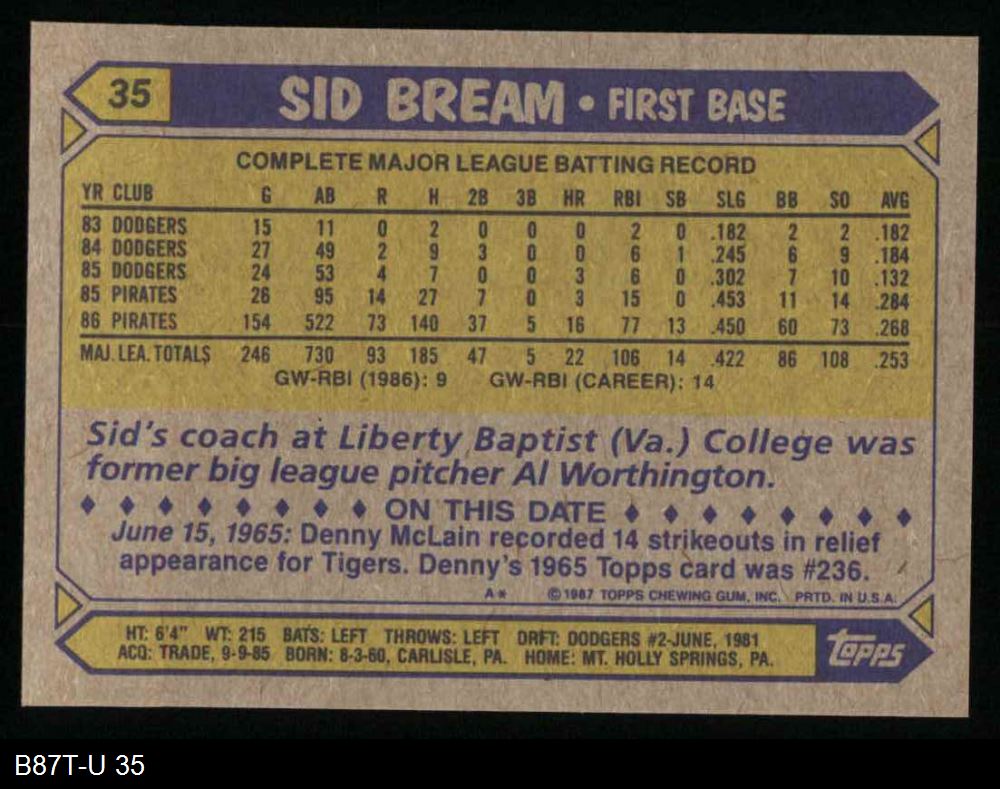 35 SID BREAM • FIRST BASE
COMPLETE MAJOR LEAGUE BATTING RECORD
YR CLUB G AB R H 2B 3B HR RBI SB SLG BB SO AVG
83 DODGERS 15 11 0 2 0 0 0 2 0 .182 2 2 .182
84 DODGERS 27 49 2 9 3 0 0 6 1 .245 6 9 .184
85 DODGERS 24 53 4 7 0 0 3 6 0 .302 7 10 .132
85 PIRATES 26 95 14 27 7 0 3 15 0 .453 11 14 .284
86 PIRATES 154 522 73 140 37 5 16 77 13 .450 60 73 .268
MAJ. LEA. TOTALS 246 730 93 185 47 5 22 106 14 .422 86 108 .253
GW-RBI (1986): 9 GW-RBI (CAREER): 14
Sid's coach at Liberty Baptist (Va.) College was
former big league pitcher Al Worthington.
♦ ♦ ♦ ♦ ♦ ♦ ♦ ♦ ON THIS DATE ♦ ♦ ♦ ♦ ♦ ♦ ♦ ♦
June 15, 1965: Denny McLain recorded 14 strikeouts in relief
appearance for Tigers. Denny's 1965 Topps card was #236.
A* ©1987 TOPPS CHEWING GUM, INC. PRTD. IN U.S.A.
HT: 6'4" WT: 215 BATS: LEFT THROWS: LEFT DRFT: DODGERS #2-JUNE, 1981
ACQ: TRADE, 9-9-85 BORN: 8-3-60, CARLISLE, PA. HOME: MT. HOLLY SPRINGS, PA.
Topps
B87T-U 35